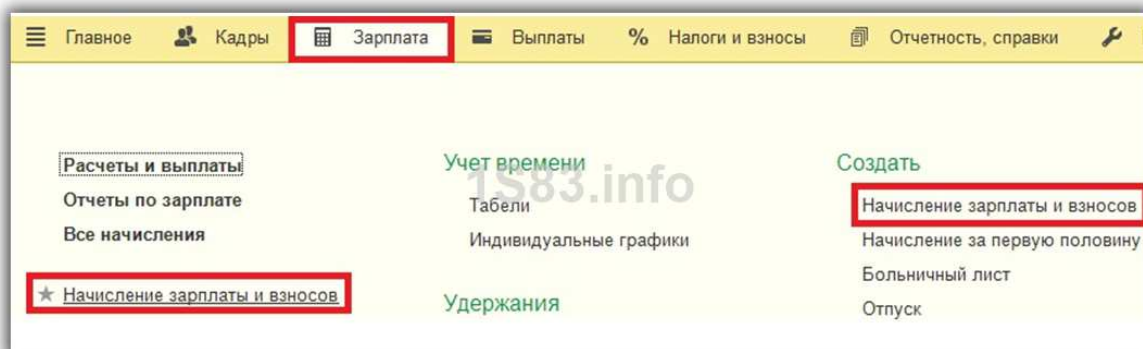 Главное Кадры Зарплата Выплаты % Налоги и взносы Отчетность, справки
Расчеты и выплаты
Отчеты по зарплате
Все начисления
Начисление зарплаты и взносов
Учет времени
Табели
Индивидуальные графики
Удержания
Создать
Начисление зарплаты и взносов
Начисление за первую половину
Больничный лист
Отпуск
1S83.info